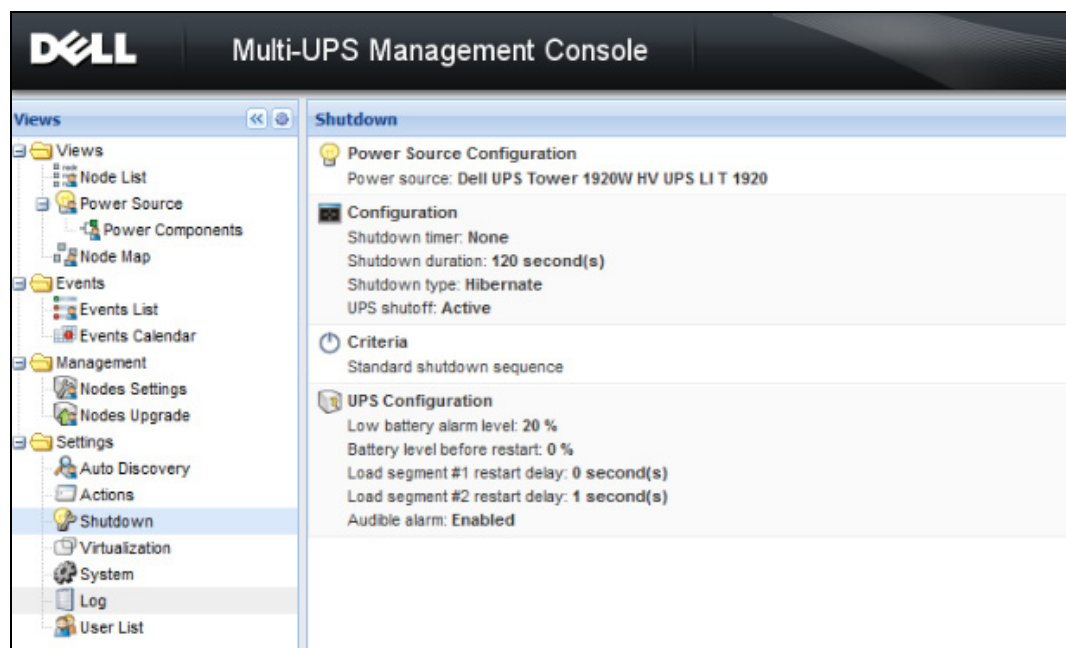 DELL
Multi-UPS Management Console
Views
Views
Node List
Power Source
Power Components
Node Map
Events
Events List
Events Calendar
Management
Nodes Settings
Nodes Upgrade
Settings
Auto Discovery
Actions
Shutdown
Virtualization
System
Log
User List
Shutdown
Power Source Configuration
Power source: Dell UPS Tower 1920W HV UPS LI T 1920
Configuration
Shutdown timer: None
Shutdown duration: 120 second(s)
Shutdown type: Hibernate
UPS shutoff: Active
Criteria
Standard shutdown sequence
UPS Configuration
Low battery alarm level: 20 %
Battery level before restart: 0 %
Load segment #1 restart delay: 0 second(s)
Load segment #2 restart delay: 1 second(s)
Audible alarm: Enabled